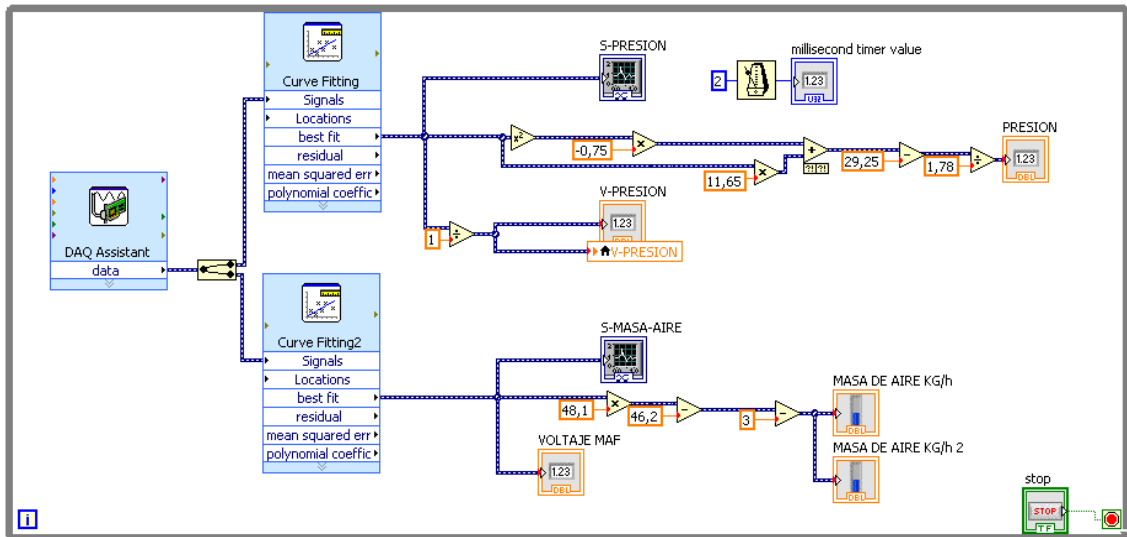 Curve Fitting
Signals
Locations
best fit
residual
mean squared err
polynomial coeffic
S-PRESION
millisecond timer value
2
1.23
U32
x²
-0,75
×
11,65
×
+
?! ?!
29,25
−
1,78
÷
PRESION
1.23
DBL
DAQ Assistant
data
V-PRESION
1.23
DBL
1
÷
V-PRESION
Curve Fitting2
Signals
Locations
best fit
residual
mean squared err
polynomial coeffic
S-MASA-AIRE
48,1
×
46,2
−
3
−
MASA DE AIRE KG/h
DBL
VOLTAJE MAF
1.23
DBL
MASA DE AIRE KG/h 2
DBL
stop
STOP
TF
i